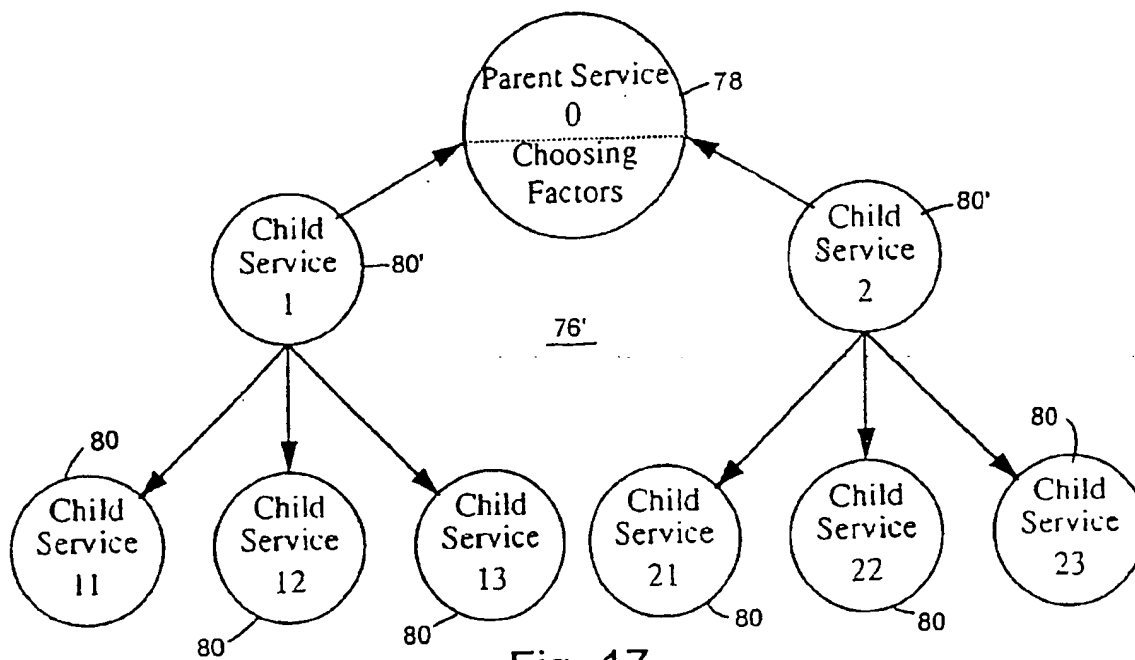 Parent Service
0
Choosing
Factors
78
Child
Service
1
80'
Child
Service
2
80'
76'
80
Child
Service
11
Child
Service
12
80
Child
Service
13
80
Child
Service
21
80
Child
Service
22
80
80
Child
Service
23
Fig. 17